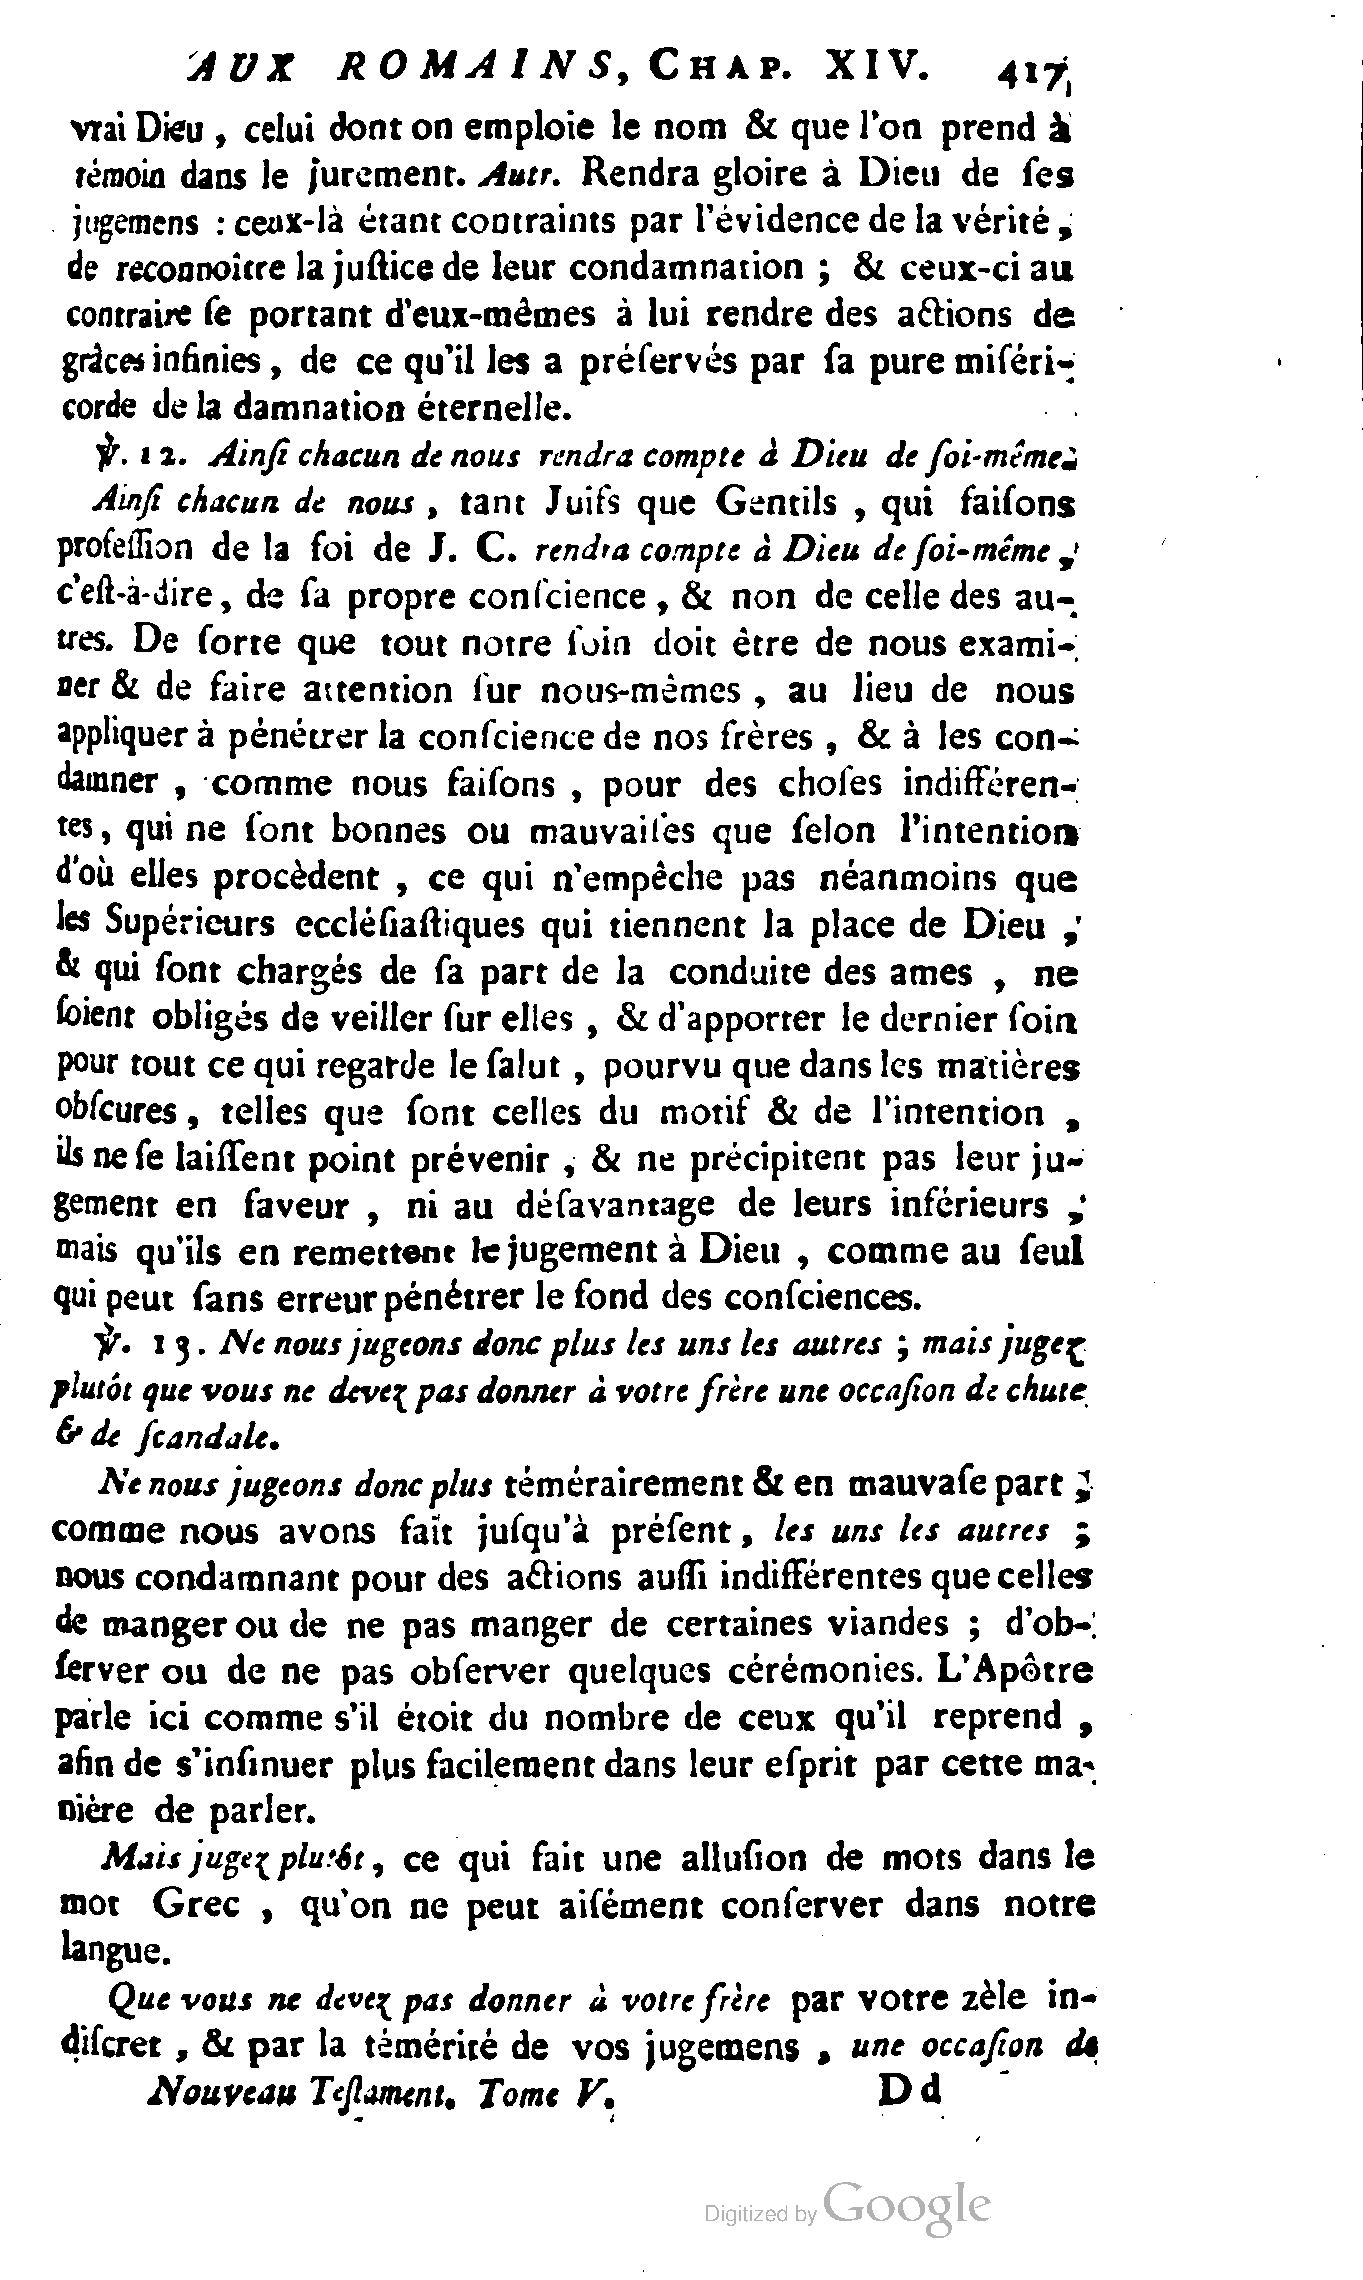 AUX ROMAINS, CHAP. XIV. 417
vrai Dieu, celui dont on emploie le nom & que l'on prend à
témoin dans le jurement. Autr. Rendra gloire à Dieu de ſes
jugemens : ceux-là étant contraints par l'évidence de la vérité,
de reconnoître la juſtice de leur condamnation ; & ceux-ci au
contraire ſe portant d'eux-mêmes à lui rendre des actions de
grâces infinies, de ce qu'il les a préſervés par ſa pure miſéri-
corde de la damnation éternelle.
℣. 12. Ainſi chacun de nous rendra compte à Dieu de ſoi-même.
Ainſi chacun de nous, tant Juifs que Gentils, qui faiſons
profeſſion de la foi de J. C. rendra compte à Dieu de ſoi-même,
c'eſt-à-dire, de ſa propre conſcience, & non de celle des au-
tres. De ſorte que tout notre ſoin doit être de nous exami-
ner & de faire attention ſur nous-mêmes, au lieu de nous
appliquer à pénétrer la conſcience de nos frères, & à les con-
damner, comme nous faiſons, pour des choſes indifféren-
tes, qui ne ſont bonnes ou mauvaiſes que ſelon l'intention
d'où elles procèdent, ce qui n'empêche pas néanmoins que
les Supérieurs eccléſiaſtiques qui tiennent la place de Dieu,
& qui ſont chargés de ſa part de la conduite des ames, ne
ſoient obligés de veiller ſur elles, & d'apporter le dernier ſoin
pour tout ce qui regarde le ſalut, pourvu que dans les matières
obſcures, telles que ſont celles du motif & de l'intention,
ils ne ſe laiſſent point prévenir, & ne précipitent pas leur ju-
gement en faveur, ni au déſavantage de leurs inférieurs,
mais qu'ils en remettent le jugement à Dieu, comme au ſeul
qui peut ſans erreur pénétrer le fond des conſciences.
℣. 13. Ne nous jugeons donc plus les uns les autres ; mais jugez
plutôt que vous ne devez pas donner à votre frère une occaſion de chute
& de ſcandale.
Ne nous jugeons donc plus témérairement & en mauvaſe part,
comme nous avons fait juſqu'à préſent, les uns les autres ;
nous condamnant pour des actions auſſi indifférentes que celles
de manger ou de ne pas manger de certaines viandes ; d'ob-
ſerver ou de ne pas obſerver quelques cérémonies. L'Apôtre
parle ici comme s'il étoit du nombre de ceux qu'il reprend,
afin de s'inſinuer plus facilement dans leur eſprit par cette ma-
nière de parler.
Mais jugez plutôt, ce qui fait une alluſion de mots dans le
mot Grec, qu'on ne peut aiſément conſerver dans notre
langue.
Que vous ne devez pas donner à votre frère par votre zèle in-
diſcret, & par la témérité de vos jugemens, une occaſion de
Nouveau Teſtament. Tome V. Dd
Digitized by Google